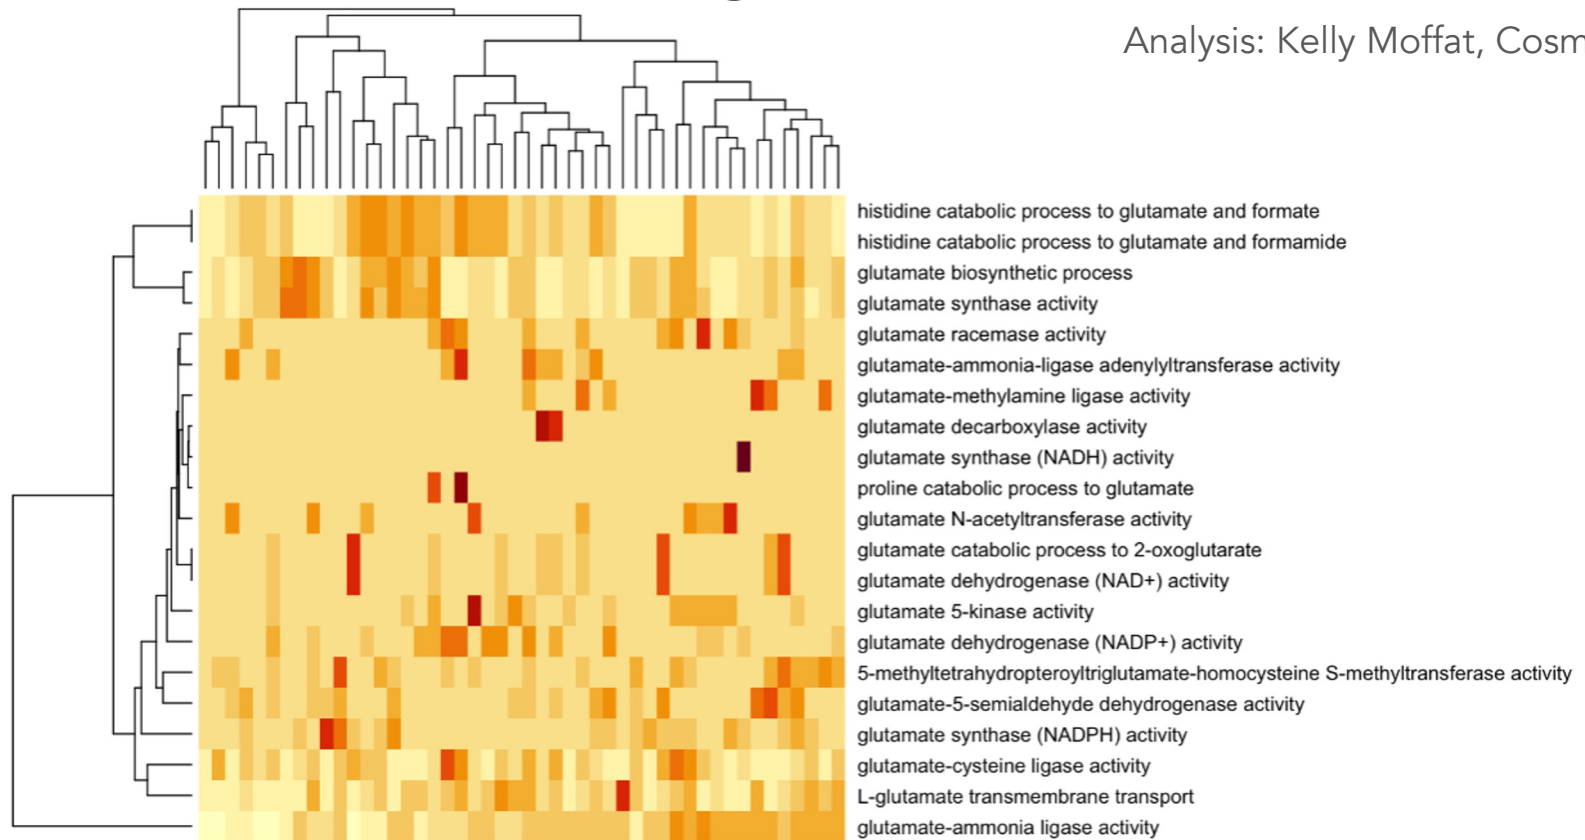 Analysis: Kelly Moffat, Cosm
histidine catabolic process to glutamate and formate
histidine catabolic process to glutamate and formamide
glutamate biosynthetic process
glutamate synthase activity
glutamate racemase activity
glutamate-ammonia-ligase adenylyltransferase activity
glutamate-methylamine ligase activity
glutamate decarboxylase activity
glutamate synthase (NADH) activity
proline catabolic process to glutamate
glutamate N-acetyltransferase activity
glutamate catabolic process to 2-oxoglutarate
glutamate dehydrogenase (NAD+) activity
glutamate 5-kinase activity
glutamate dehydrogenase (NADP+) activity
5-methyltetrahydropteroyltriglutamate-homocysteine S-methyltransferase activity
glutamate-5-semialdehyde dehydrogenase activity
glutamate synthase (NADPH) activity
glutamate-cysteine ligase activity
L-glutamate transmembrane transport
glutamate-ammonia ligase activity